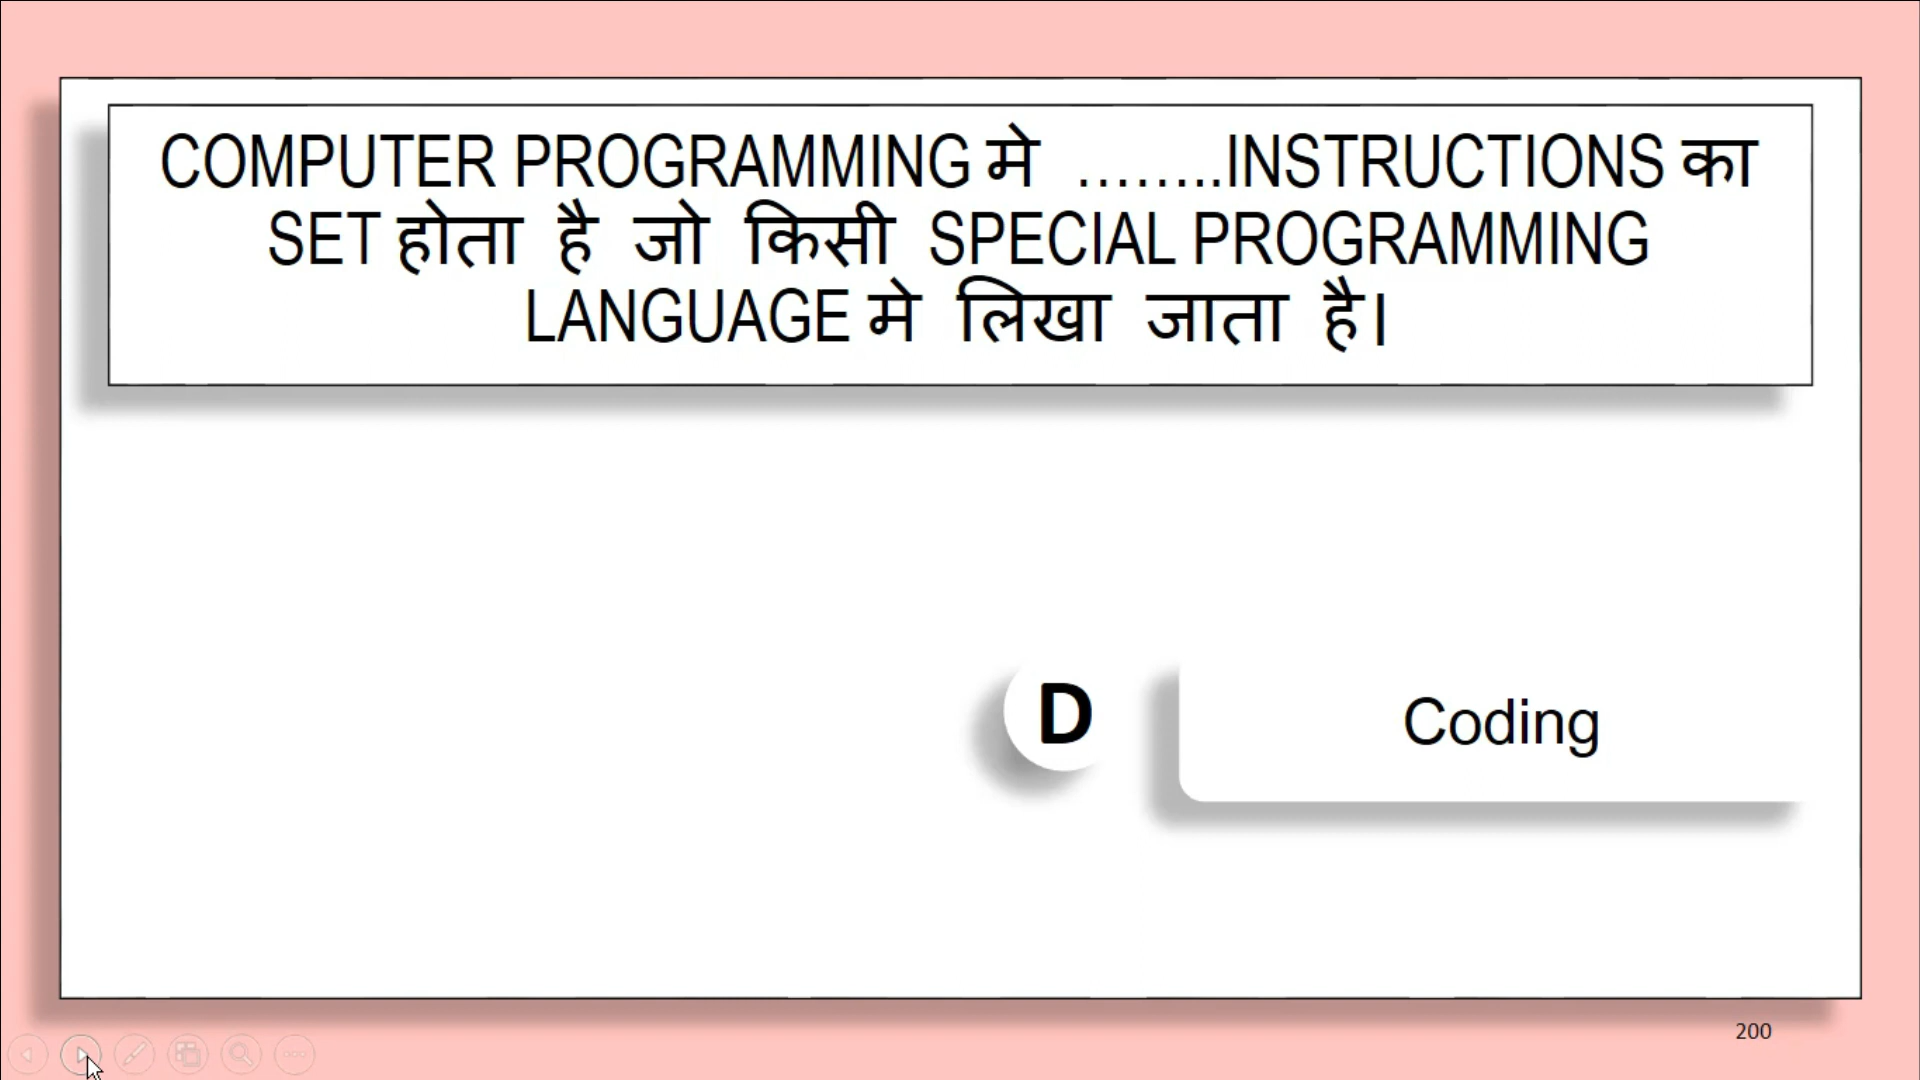 COMPUTER PROGRAMMING मे ........INSTRUCTIONS का
SET होता है जो किसी SPECIAL PROGRAMMING
LANGUAGE मे लिखा जाता है।
D
Coding
200